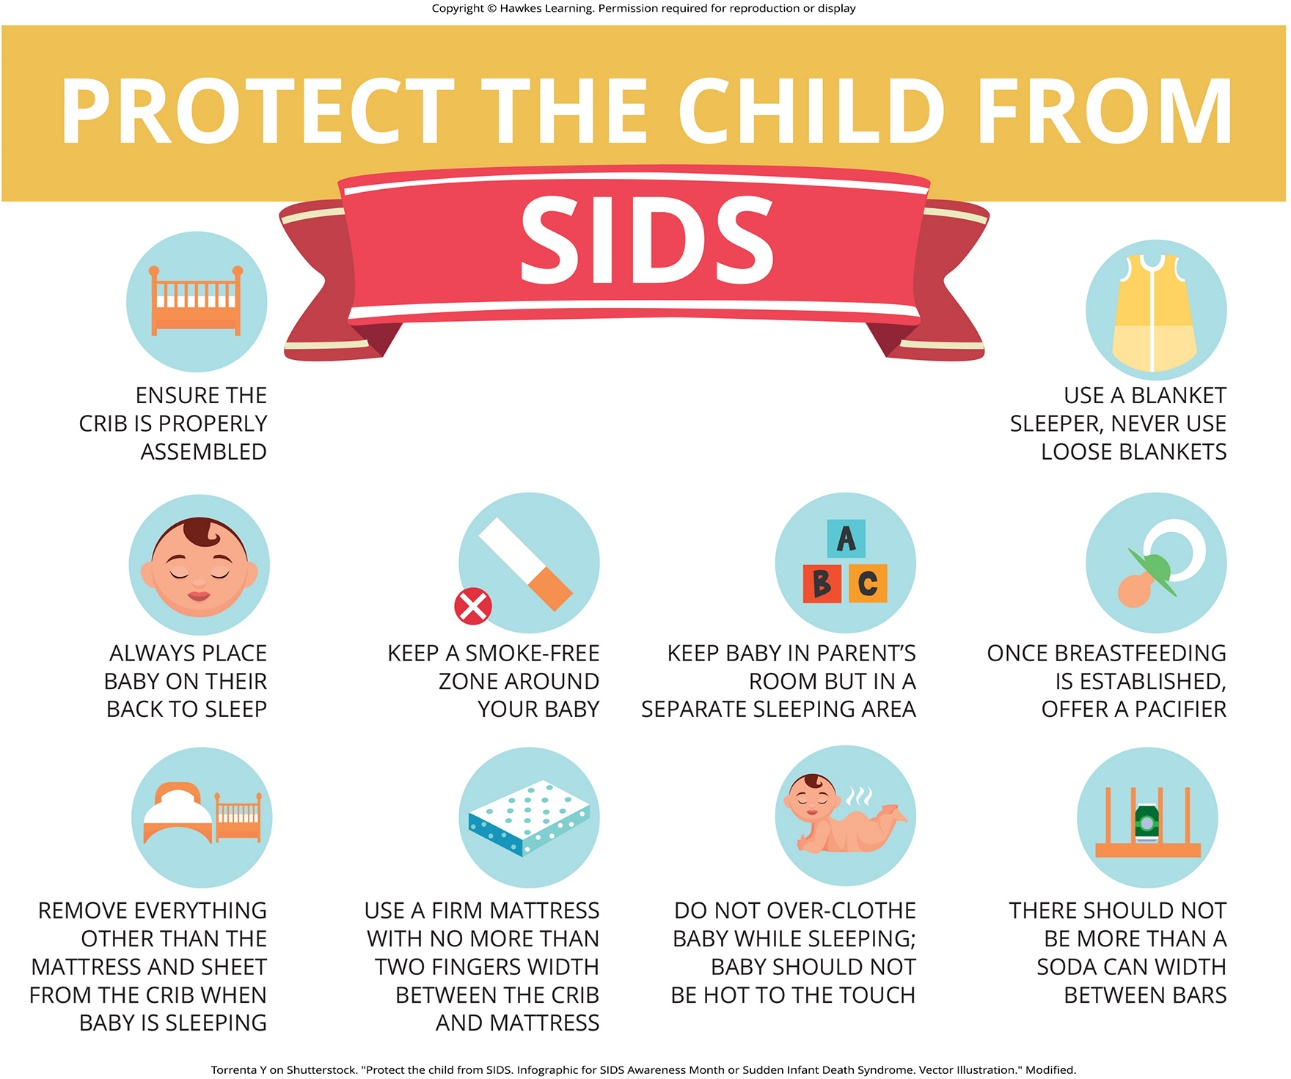 Copyright © Hawkes Learning. Permission required for reproduction or display
PROTECT THE CHILD FROM
SIDS
ENSURE THE
CRIB IS PROPERLY
ASSEMBLED
USE A BLANKET
SLEEPER, NEVER USE
LOOSE BLANKETS
ALWAYS PLACE
BABY ON THEIR
BACK TO SLEEP
KEEP A SMOKE-FREE
ZONE AROUND
YOUR BABY
A
B C
KEEP BABY IN PARENT’S
ROOM BUT IN A
SEPARATE SLEEPING AREA
ONCE BREASTFEEDING
IS ESTABLISHED,
OFFER A PACIFIER
REMOVE EVERYTHING
OTHER THAN THE
MATTRESS AND SHEET
FROM THE CRIB WHEN
BABY IS SLEEPING
USE A FIRM MATTRESS
WITH NO MORE THAN
TWO FINGERS WIDTH
BETWEEN THE CRIB
AND MATTRESS
DO NOT OVER-CLOTHE
BABY WHILE SLEEPING;
BABY SHOULD NOT
BE HOT TO THE TOUCH
THERE SHOULD NOT
BE MORE THAN A
SODA CAN WIDTH
BETWEEN BARS
Torrenta Y on Shutterstock. "Protect the child from SIDS. Infographic for SIDS Awareness Month or Sudden Infant Death Syndrome. Vector Illustration." Modified.